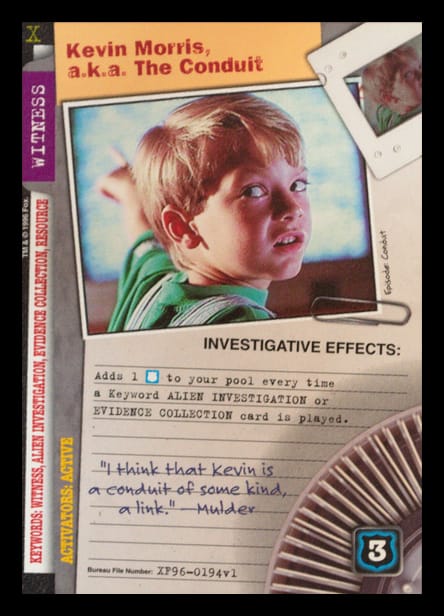 X
Kevin Morris,
a.k.a. The Conduit
WITNESS
TM & © 1996 Fox.
KEYWORDS: WITNESS, ALIEN INVESTIGATION, EVIDENCE COLLECTION, RESOURCE
ACTIVATORS: ACTIVE
Episode: Conduit
INVESTIGATIVE EFFECTS:
Adds 1 to your pool every time
a Keyword ALIEN INVESTIGATION or
EVIDENCE COLLECTION card is played.
"I think that Kevin is
a conduit of some kind,
a link." —Mulder
3
Bureau File Number: XF96-0194v1